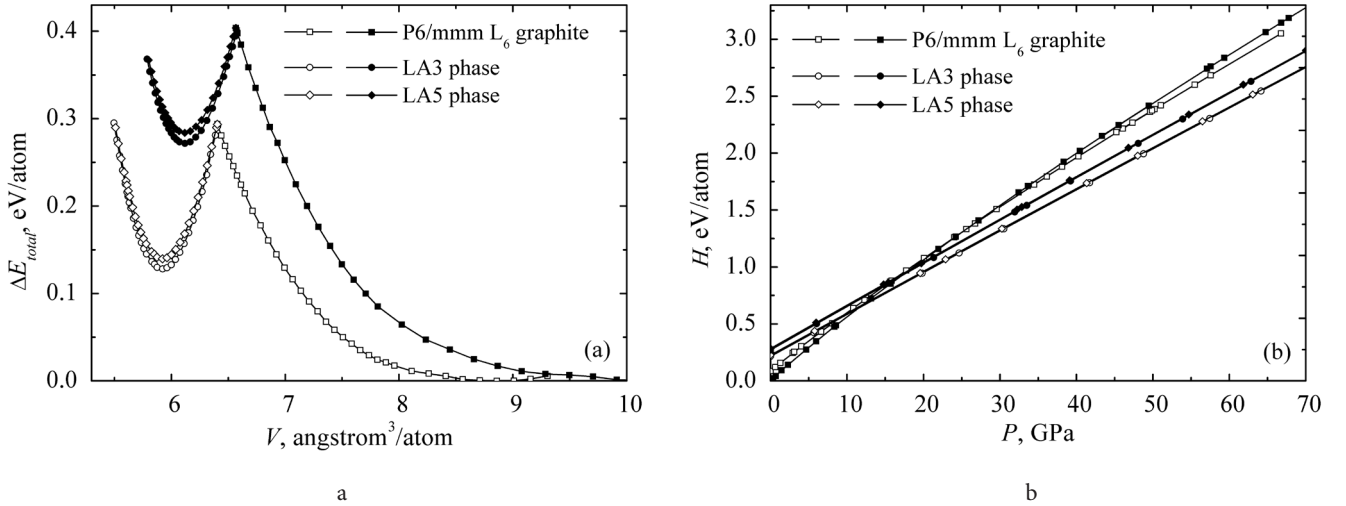 0.4
0.3
0.2
0.1
0.0
ΔE_total, eV/atom
P6/mmm L₆ graphite
LA3 phase
LA5 phase
(a)
6 7 8 9 10
V, angstrom³/atom
a
3.0
2.5
2.0
1.5
1.0
0.5
0.0
H, eV/atom
P6/mmm L₆ graphite
LA3 phase
LA5 phase
(b)
0 10 20 30 40 50 60 70
P, GPa
b